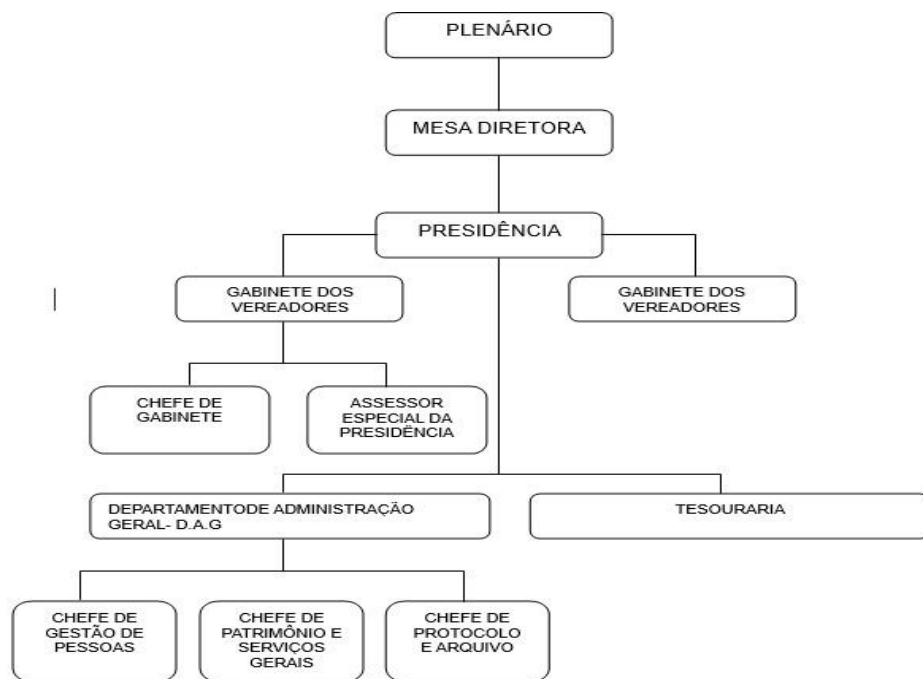 PLENÁRIO
MESA DIRETORA
PRESIDÊNCIA
GABINETE DOS
VEREADORES
GABINETE DOS
VEREADORES
CHEFE DE
GABINETE
ASSESSOR
ESPECIAL DA
PRESIDÊNCIA
DEPARTAMENTODE ADMINISTRAÇÃO
GERAL- D.A.G
TESOURARIA
CHEFE DE
GESTÃO DE
PESSOAS
CHEFE DE
PATRIMÔNIO E
SERVIÇOS
GERAIS
CHEFE DE
PROTOCOLO
E ARQUIVO